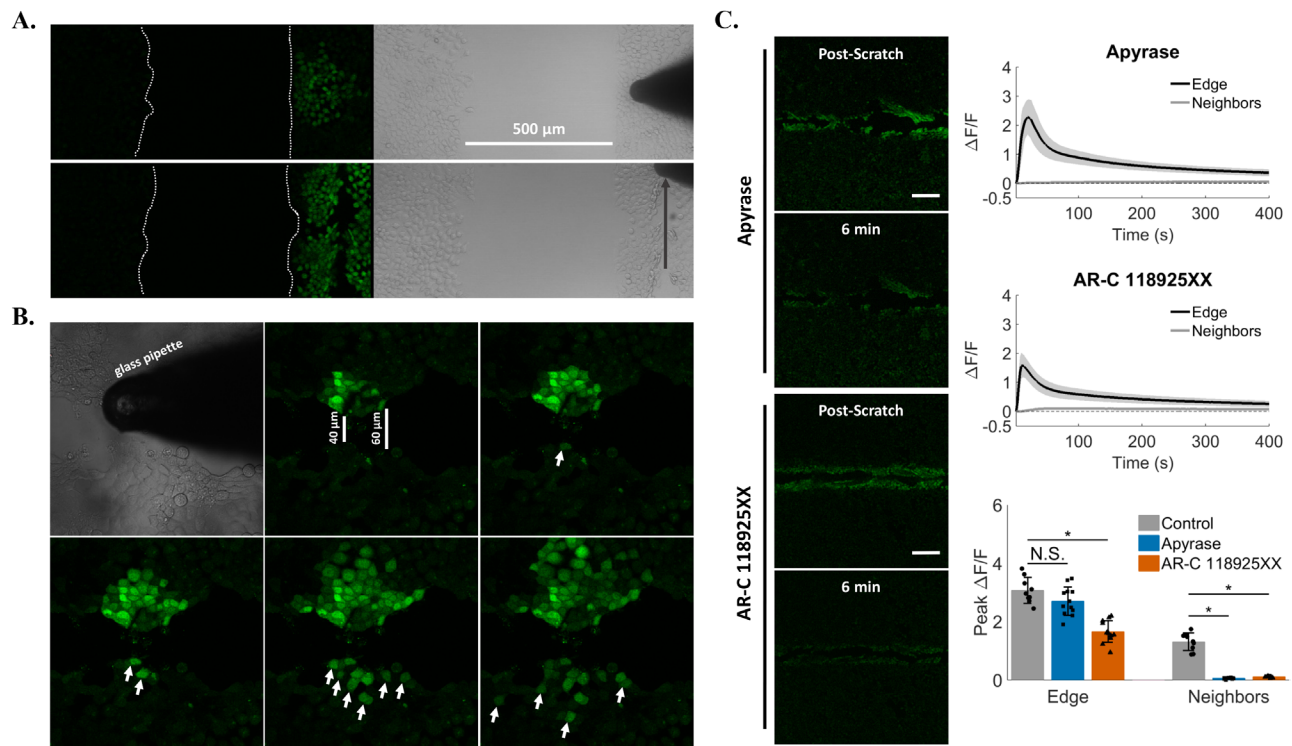 A.
500 μm
B.
glass pipette
40 μm
60 μm
C.
Apyrase
Post-Scratch
6 min
AR-C 118925XX
Post-Scratch
6 min
Apyrase
Edge
Neighbors
ΔF/F
4
3
2
1
0
-0.5
100 200 300 400
Time (s)
AR-C 118925XX
Edge
Neighbors
ΔF/F
4
3
2
1
0
-0.5
100 200 300 400
Time (s)
Peak ΔF/F
6
4
2
0
Control
Apyrase
AR-C 118925XX
*
N.S.
*
*
Edge Neighbors